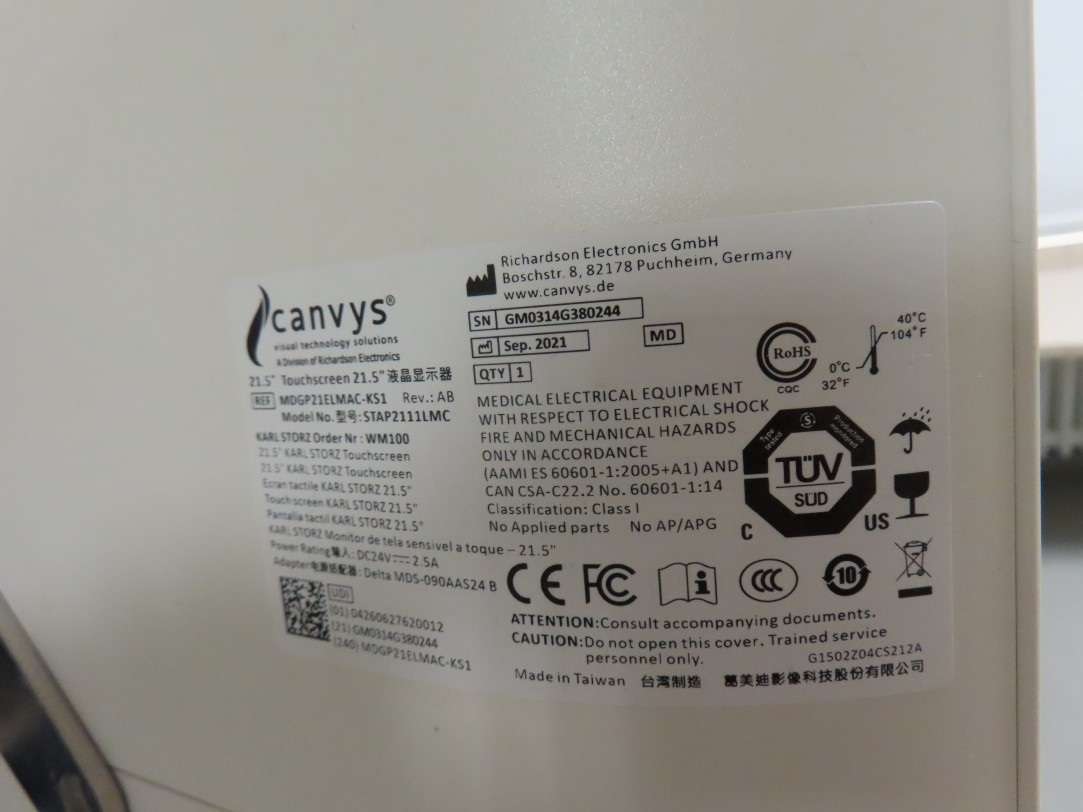 canvys®
visual technology solutions
A Division of Richardson Electronics
21.5" Touchscreen 21.5"液晶显示器
REF MDGP21ELMAC-KS1 Rev.: AB
Model No.型号: STAP2111LMC
KARL STORZ Order Nr : WM100
21.5" KARL STORZ Touchscreen
21.5" KARL STORZ Touchscreen
Ecran tactile KARL STORZ 21.5"
Touch screen KARL STORZ 21.5"
Pantalla tactil KARL STORZ 21.5"
KARL STORZ Monitor de tela sensivel a toque – 21.5"
Power Rating输入: DC24V⎓2.5A
Adapter电源适配器: Delta MDS-090AAS24 B
UDI
(01) 04260627620012
(21) GM0314G380244
(240) MDGP21ELMAC-KS1
Richardson Electronics GmbH
Boschstr. 8, 82178 Puchheim, Germany
www.canvys.de
SN GM0314G380244
Sep. 2021
MD
QTY 1
MEDICAL ELECTRICAL EQUIPMENT
WITH RESPECT TO ELECTRICAL SHOCK
FIRE AND MECHANICAL HAZARDS
ONLY IN ACCORDANCE
(AAMI ES 60601-1:2005+A1) AND
CAN CSA-C22.2 No. 60601-1:14
Classification: Class I
No Applied parts No AP/APG
RoHS
CQC
40°C
104°F
0°C
32°F
Type tested
S
Production monitored
TÜV
SÜD
C
US
CE FC i CCC 10
ATTENTION:Consult accompanying documents.
CAUTION:Do not open this cover. Trained service
personnel only.
G1502Z04CS212A
Made in Taiwan 台湾制造 葛美迪影像科技股份有限公司